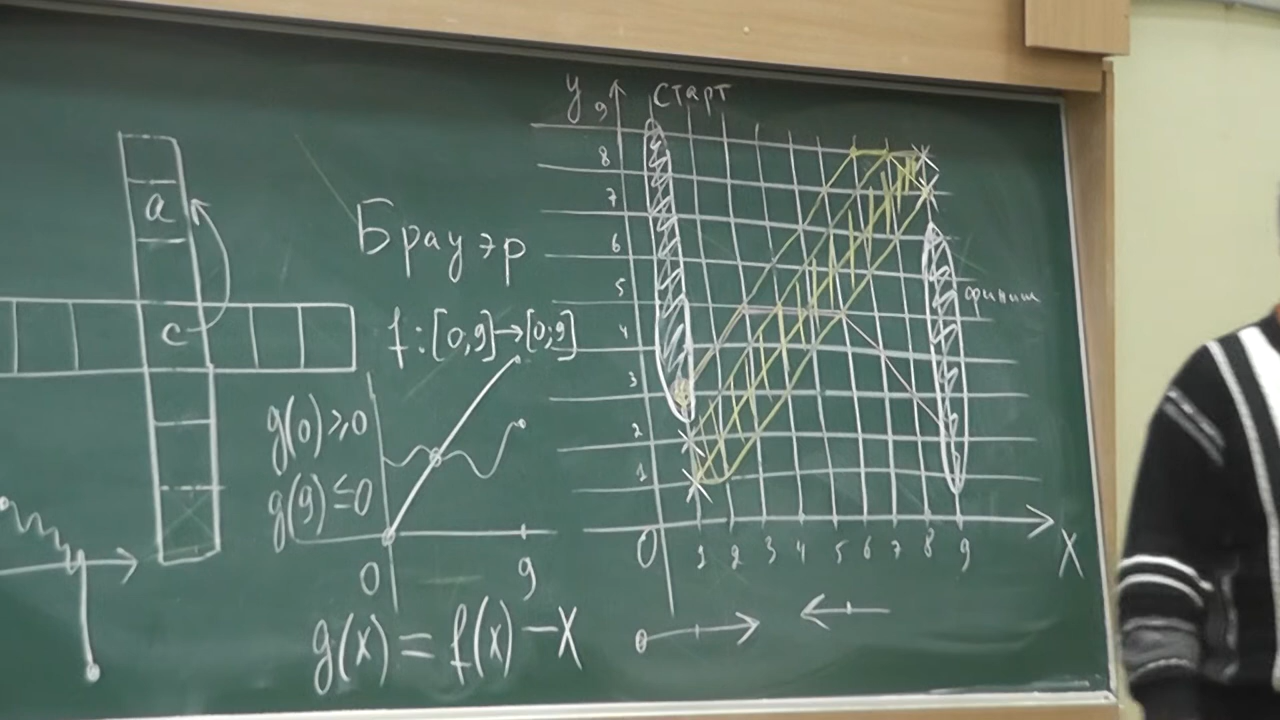 a
c
Брауэр
f : [0,9] → [0;9]
g(0) ⩾ 0
g(9) ≤ 0
0
9
g(x) = f(x) – x
y
9
СТАРТ
8
7
6
5
4
3
2
1
0
1 2 3 4 5 6 7 8 9
X
финиш